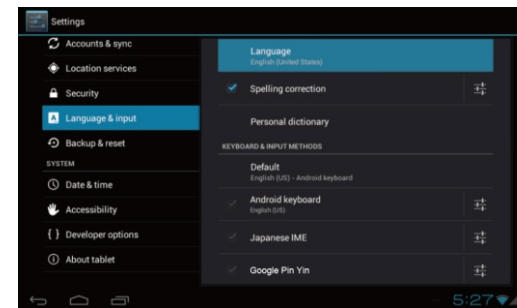 Settings
Accounts & sync
Location services
Security
Language & input
Backup & reset
SYSTEM
Date & time
Accessibility
Developer options
About tablet
Language
English (United States)
Spelling correction
Personal dictionary
KEYBOARD & INPUT METHODS
Default
English (US) - Android keyboard
Android keyboard
English (US)
Japanese IME
Google Pin Yin
5:27